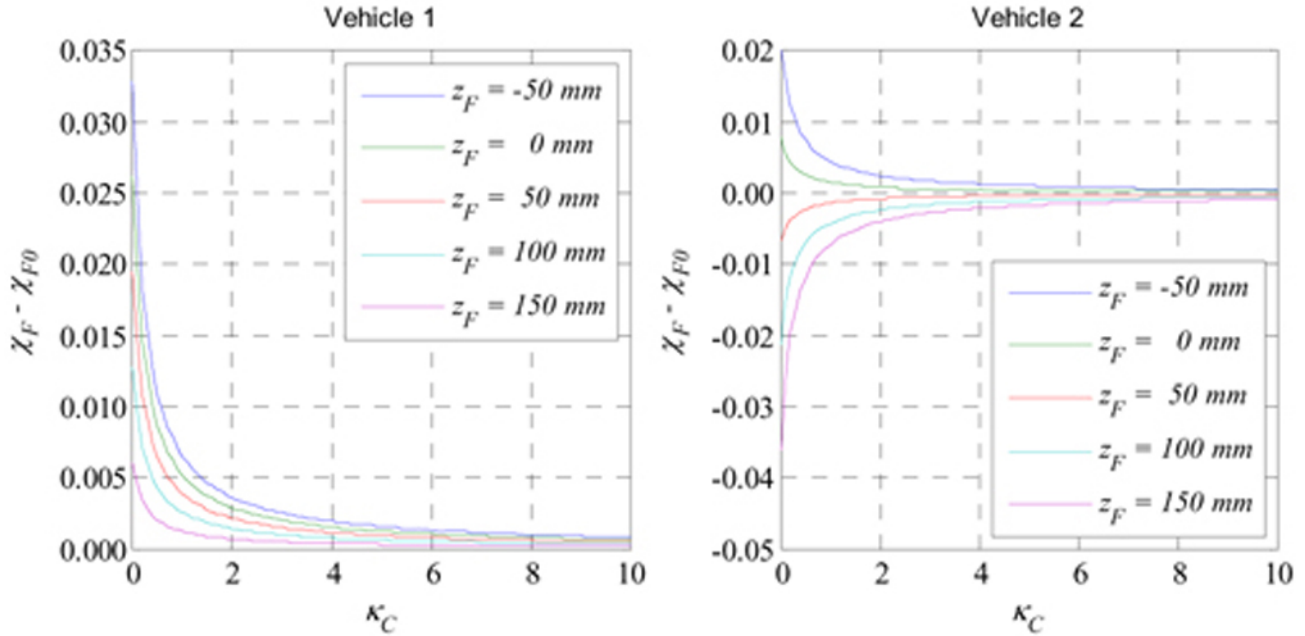 Vehicle 1
0.035
0.030
0.025
0.020
0.015
0.010
0.005
0.000
χF - χF0
0 2 4 6 8 10
κC
zF = -50 mm
zF = 0 mm
zF = 50 mm
zF = 100 mm
zF = 150 mm
Vehicle 2
0.02
0.01
0.00
-0.01
-0.02
-0.03
-0.04
-0.05
χF - χF0
0 2 4 6 8 10
κC
zF = -50 mm
zF = 0 mm
zF = 50 mm
zF = 100 mm
zF = 150 mm